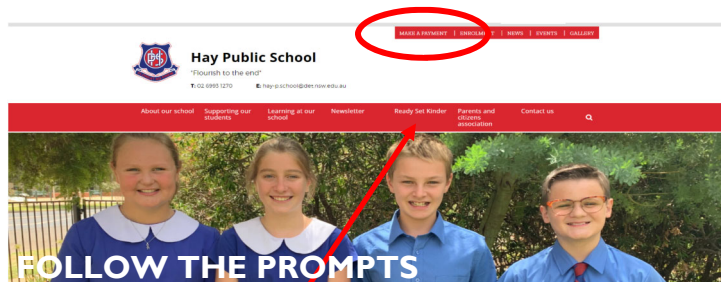 MAKE A PAYMENT | ENROLMENT | NEWS | EVENTS | GALLERY
Hay Public School
"Flourish to the end"
T: 02 6993 1270 E: hay-p.school@det.nsw.edu.au
About our school Supporting our students Learning at our school Newsletter Ready Set Kinder Parents and citizens association Contact us
FOLLOW THE PROMPTS